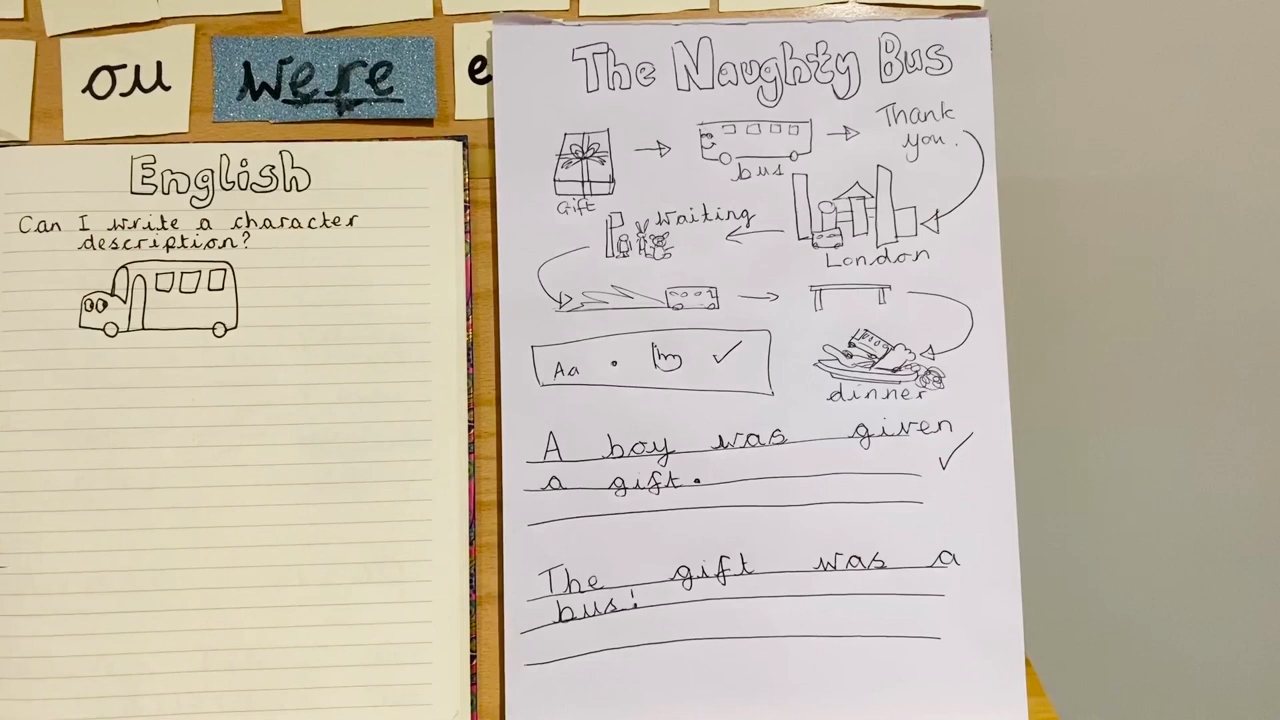 ou
were
e
English
Can I write a character
description?
The Naughty Bus
Gift
bus
Thank
you.
London
waiting
dinner
Aa . ✓
A boy was given
a gift. ✓
The gift was a
bus!